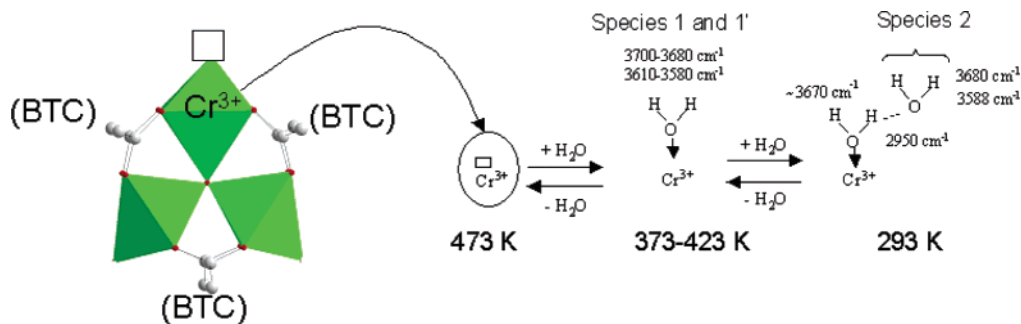 Species 1 and 1'
Species 2
3700-3680 cm⁻¹
3610-3580 cm⁻¹
H H
O
3680 cm⁻¹
3588 cm⁻¹
~3670 cm⁻¹
H H
O
2950 cm⁻¹
Cr³⁺
(BTC)
(BTC)
(BTC)
Cr³⁺
+ H₂O
- H₂O
H H
O
Cr³⁺
+ H₂O
- H₂O
Cr³⁺
473 K
373-423 K
293 K